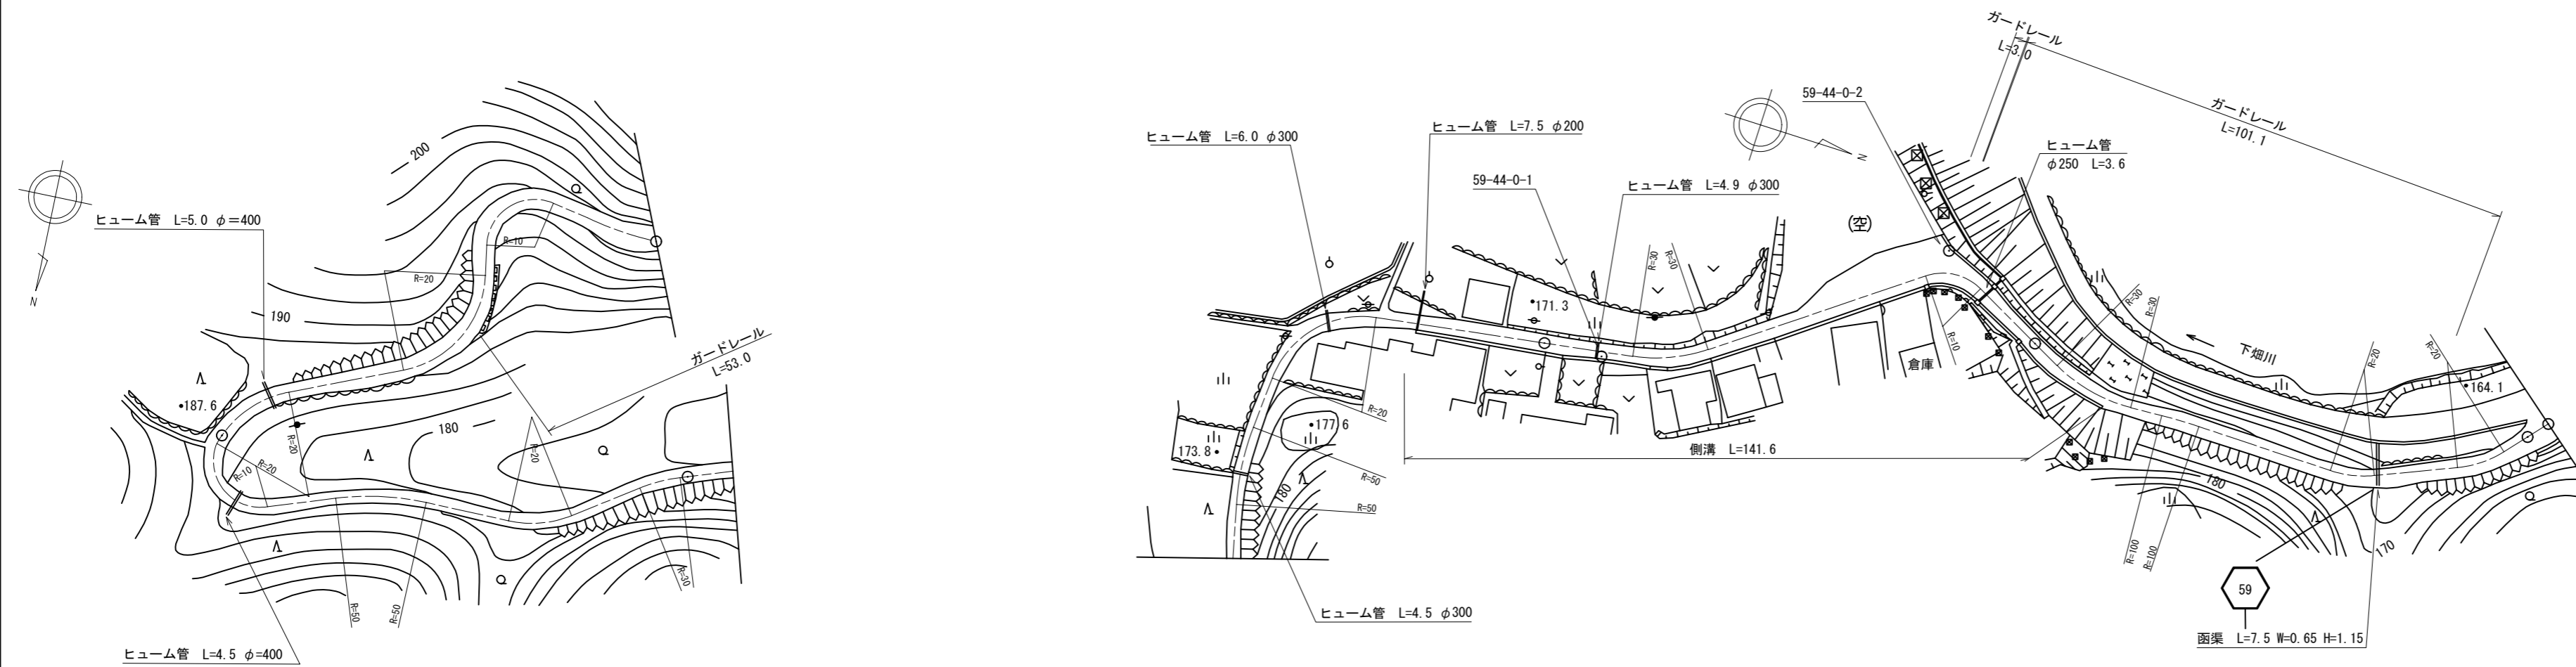 200
ヒューム管 L=5.0 φ=400
R=10
R=20
190
N
ガードレール
L=53.0
•187.6
180
R=20
R=20
R=10
R=20
R=50
R=50
R=30
ヒューム管 L=4.5 φ=400
ガードレール
L=3.0
ガードレール
L=101.1
59-44-0-2
ヒューム管 L=6.0 φ300
ヒューム管 L=7.5 φ200
N
ヒューム管
φ250 L=3.6
59-44-0-1
ヒューム管 L=4.9 φ300
(空)
•171.3
R=30
R=30
R=30
R=30
下畑川
R=10
倉庫
R=20
R=20
•164.1
R=20
•177.6
173.8•
側溝 L=141.6
R=50
180
R=50
180
R=100
R=100
170
59
ヒューム管 L=4.5 φ300
函渠 L=7.5 W=0.65 H=1.15